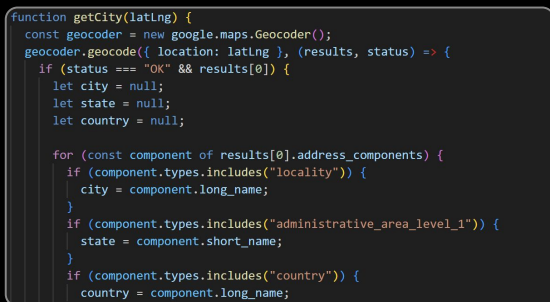 function getCity(latLng) {
const geocoder = new google.maps.Geocoder();
geocoder.geocode({ location: latLng }, (results, status) => {
if (status === "OK" && results[0]) {
let city = null;
let state = null;
let country = null;
for (const component of results[0].address_components) {
if (component.types.includes("locality")) {
city = component.long_name;
}
if (component.types.includes("administrative_area_level_1")) {
state = component.short_name;
}
if (component.types.includes("country")) {
country = component.long_name;